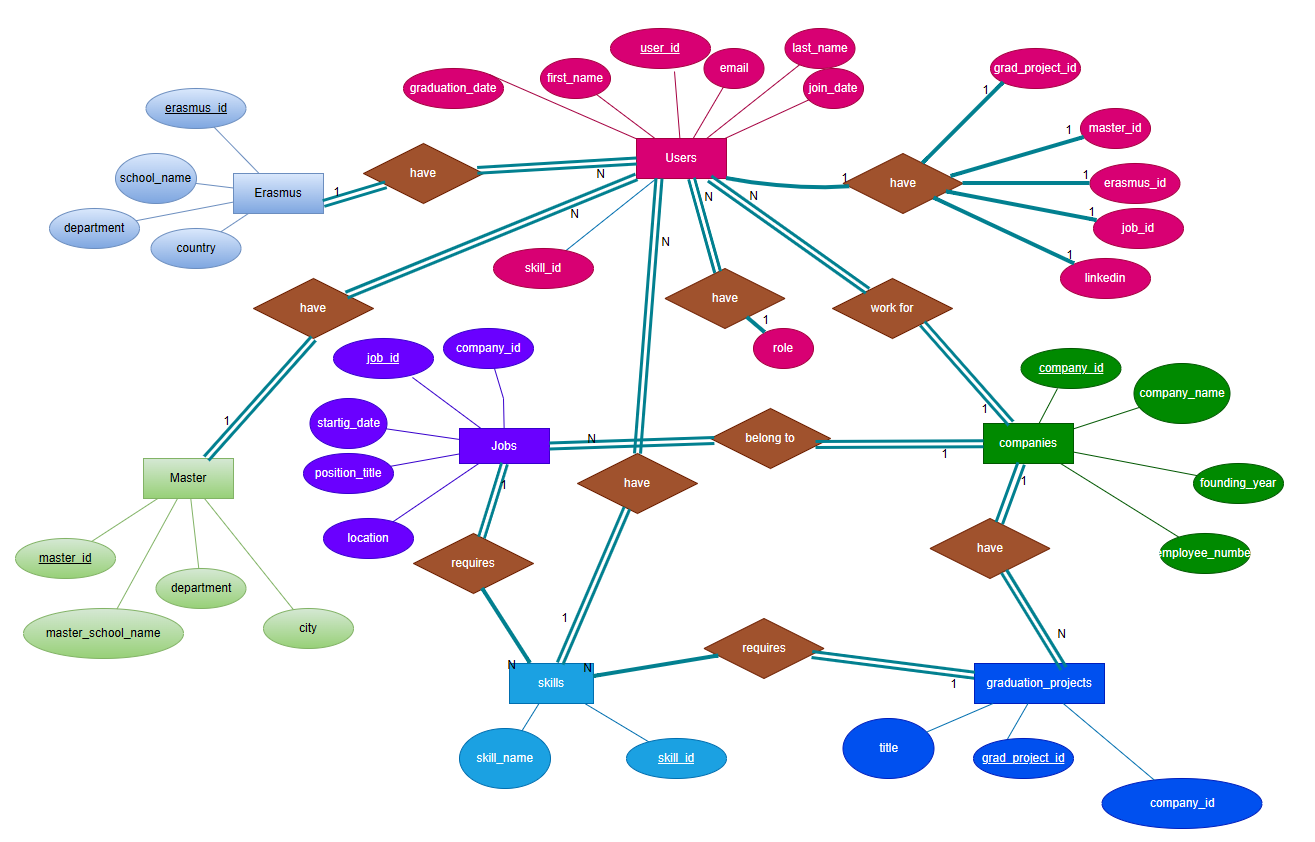 user_id
last_name
graduation_date
first_name
email
join_date
grad_project_id
1
erasmus_id
master_id
1
school_name
Erasmus
1
have
N
Users
1
have
1
erasmus_id
department
country
N
N
N
N
1
job_id
skill_id
1
linkedin
have
have
1
role
work for
job_id
company_id
company_id
company_name
1
startig_date
1
position_title
Jobs
N
belong to
1
companies
Master
1
have
1
founding_year
location
requires
have
employee_number
master_id
department
master_school_name
city
1
N
N
N
requires
1
skills
graduation_projects
skill_name
skill_id
title
grad_project_id
company_id